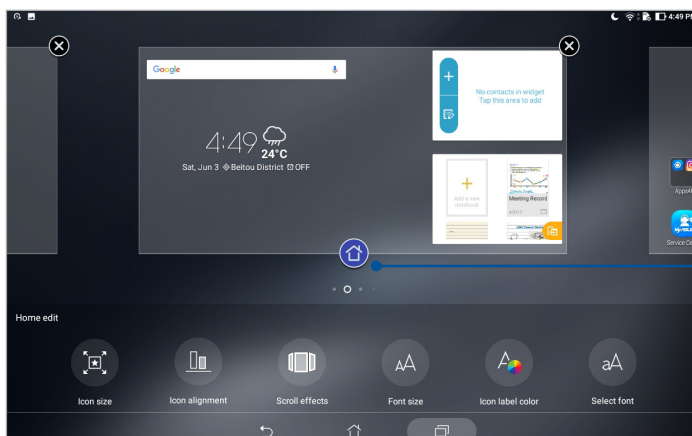 4:49 PM
Google
4:49
24°C
Sat, Jun 3 Beitou District OFF
No contacts in widget
Tap this area to add
Add a new
notebook
Meeting Record
Home edit
Icon size
Icon alignment
Scroll effects
Font size
Icon label color
Select font